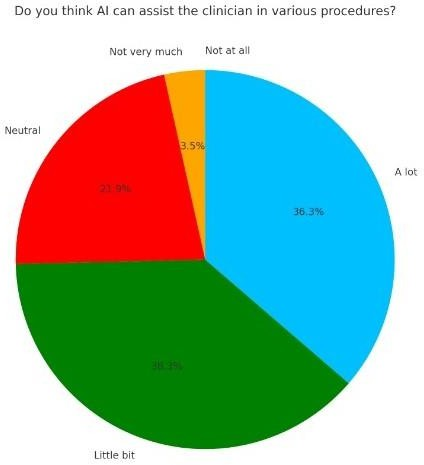 Do you think AI can assist the clinician in various procedures?
Not very much
Not at all
Neutral
3.5%
A lot
21.9%
36.3%
38.3%
Little bit